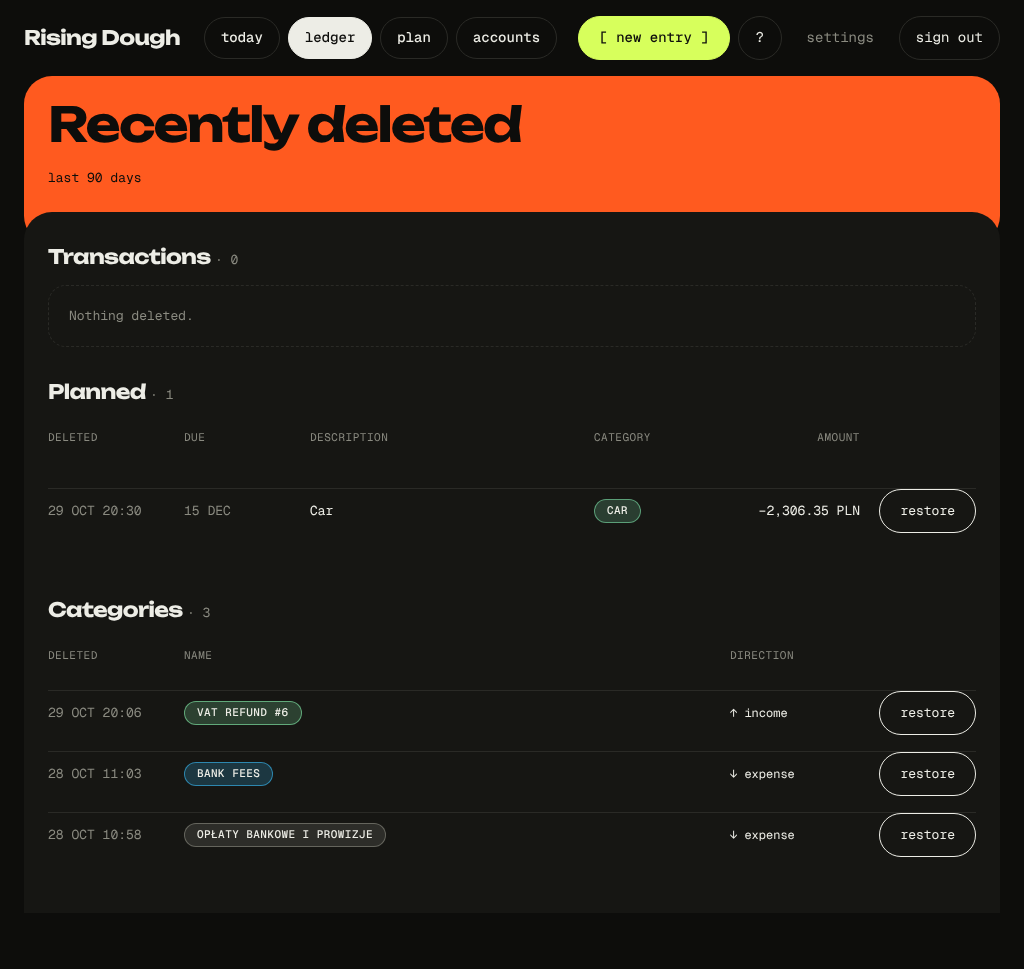 Rising Dough today ledger plan accounts [ new entry ] ? settings sign out
Recently deleted
last 90 days
Transactions · 0
Nothing deleted.
Planned · 1
DELETED DUE DESCRIPTION CATEGORY AMOUNT
29 OCT 20:30 15 DEC Car CAR −2,306.35 PLN restore
Categories · 3
DELETED NAME DIRECTION
29 OCT 20:06 VAT REFUND #6 ↑ income restore
28 OCT 11:03 BANK FEES ↓ expense restore
28 OCT 10:58 OPŁATY BANKOWE I PROWIZJE ↓ expense restore